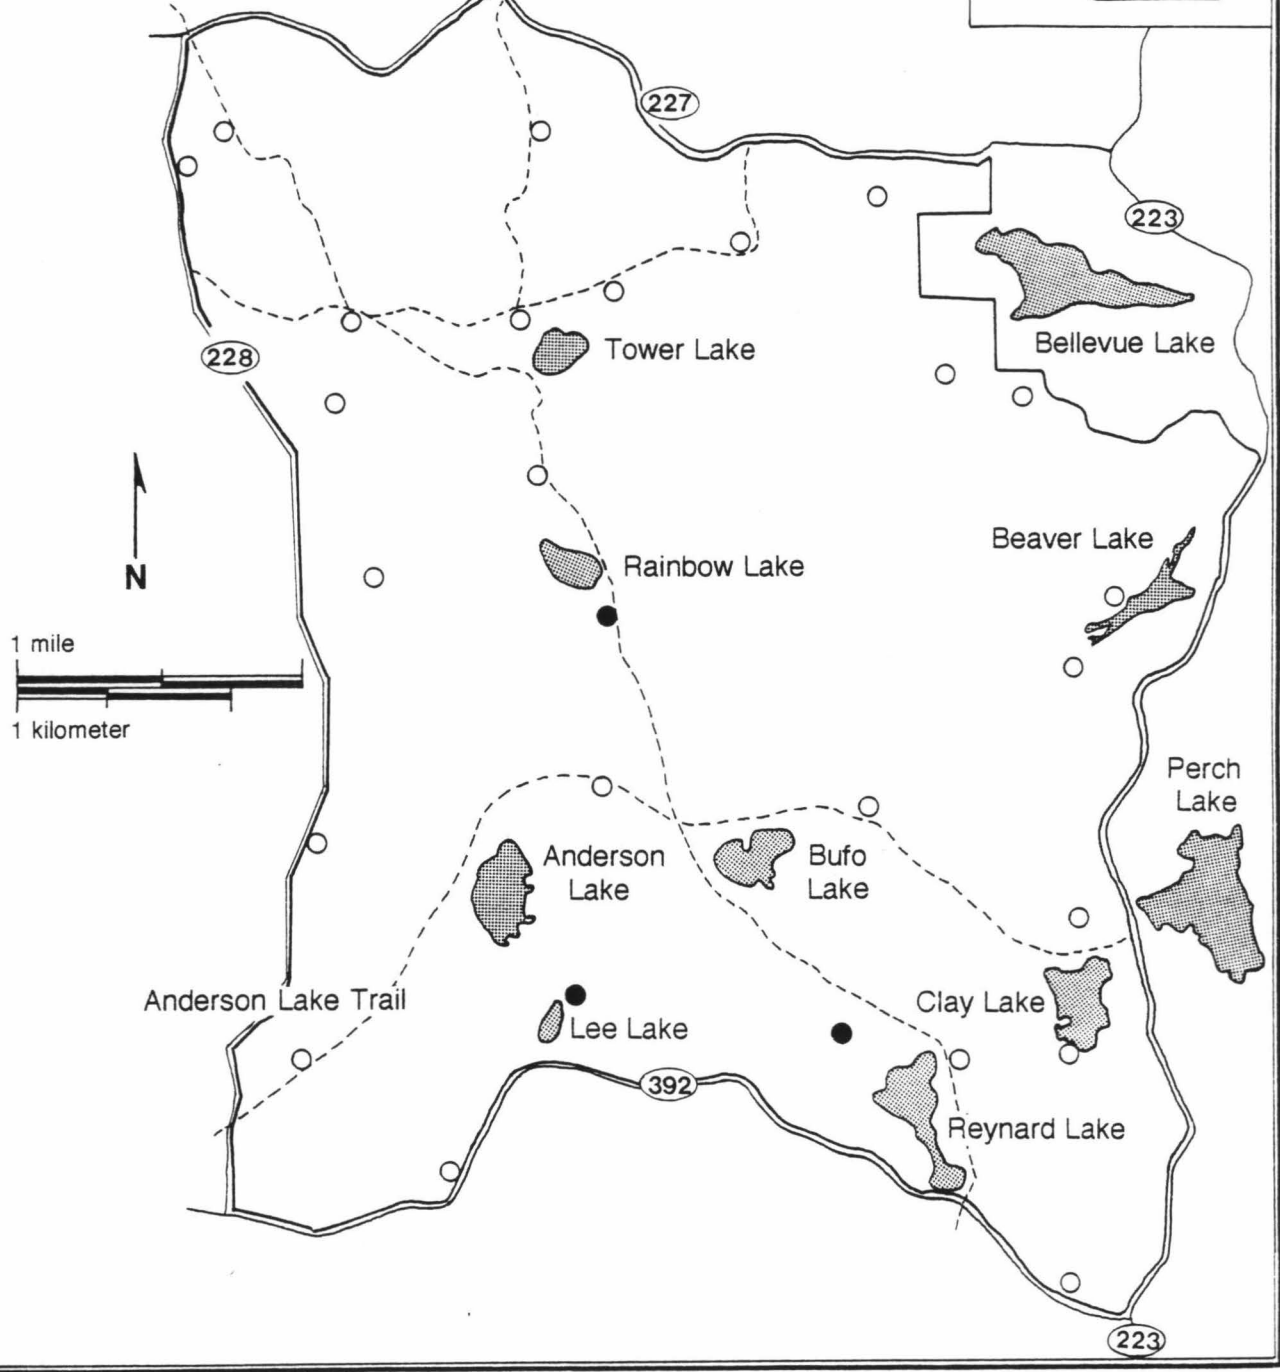 227
223
Bellevue Lake
Tower Lake
228
Beaver Lake
Rainbow Lake
N
1 mile
1 kilometer
Perch
Lake
Anderson
Lake
Bufo
Lake
Anderson Lake Trail
Clay Lake
Lee Lake
392
Reynard Lake
223